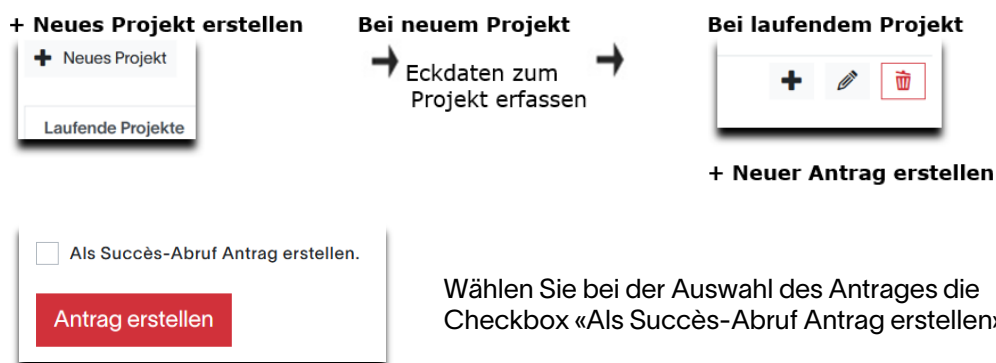 + Neues Projekt erstellen
Neues Projekt
Laufende Projekte
Bei neuem Projekt
Eckdaten zum
Projekt erfassen
Bei laufendem Projekt
+ Neuer Antrag erstellen
Als Succès-Abruf Antrag erstellen.
Antrag erstellen
Wählen Sie bei der Auswahl des Antrages die
Checkbox «Als Succès-Abruf Antrag erstellen»